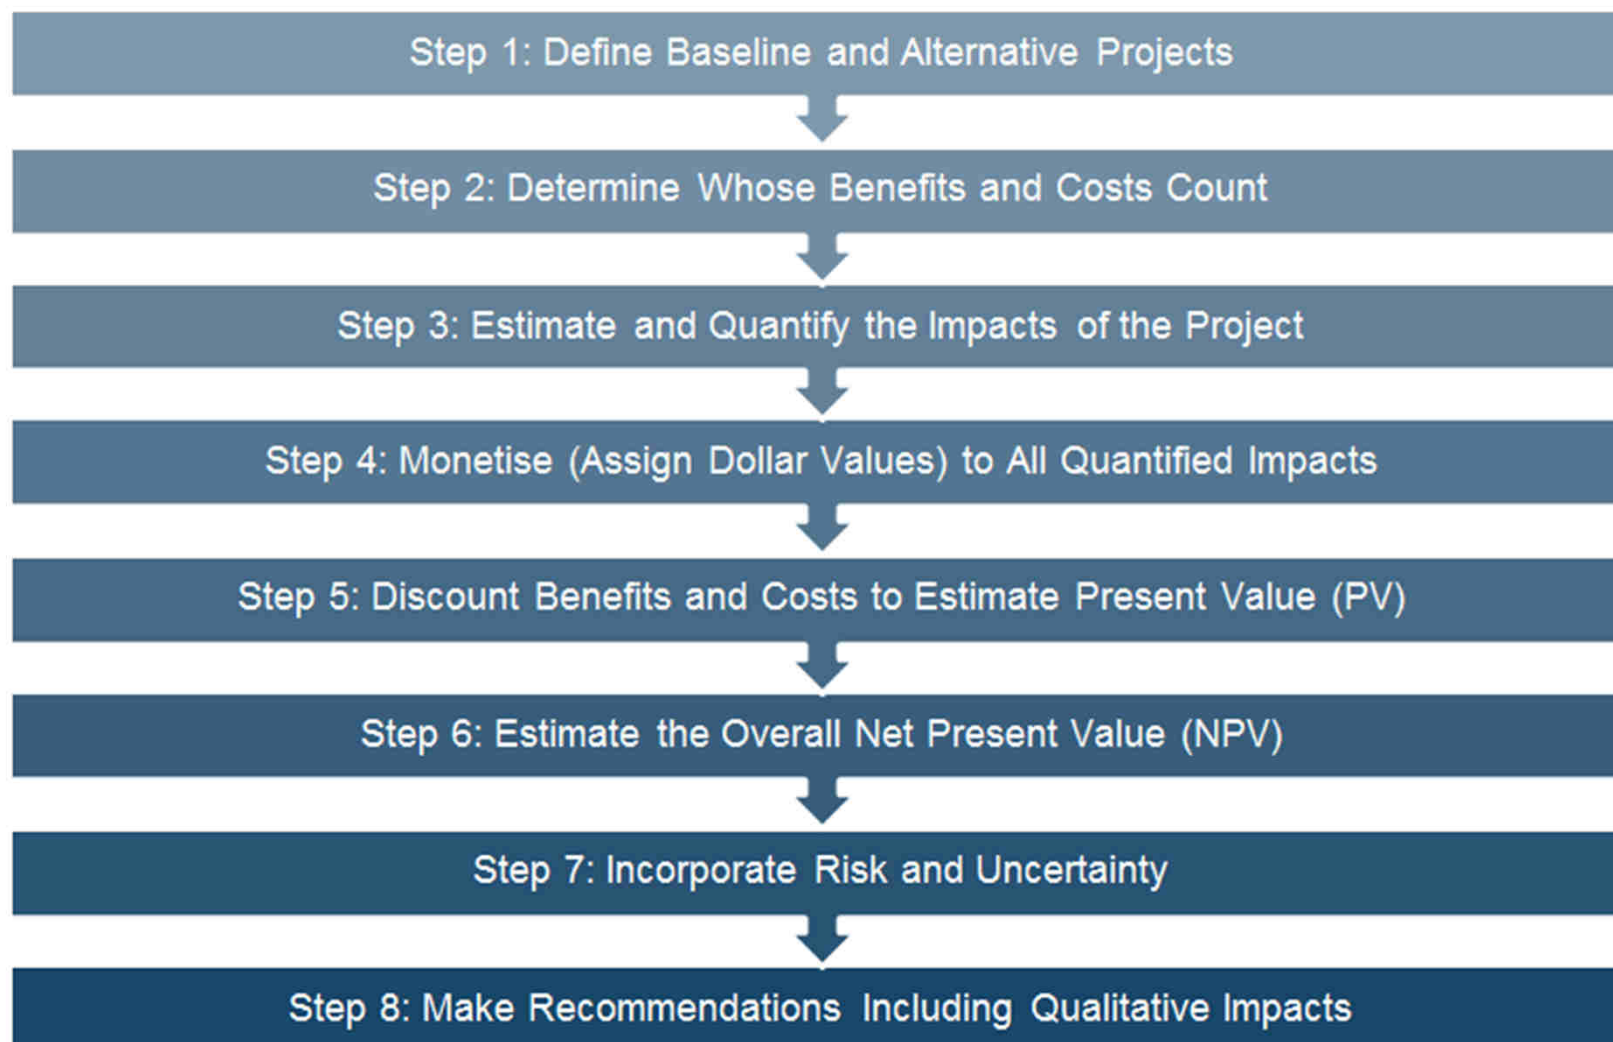 Step 1: Define Baseline and Alternative Projects
Step 2: Determine Whose Benefits and Costs Count
Step 3: Estimate and Quantify the Impacts of the Project
Step 4: Monetise (Assign Dollar Values) to All Quantified Impacts
Step 5: Discount Benefits and Costs to Estimate Present Value (PV)
Step 6: Estimate the Overall Net Present Value (NPV)
Step 7: Incorporate Risk and Uncertainty
Step 8: Make Recommendations Including Qualitative Impacts